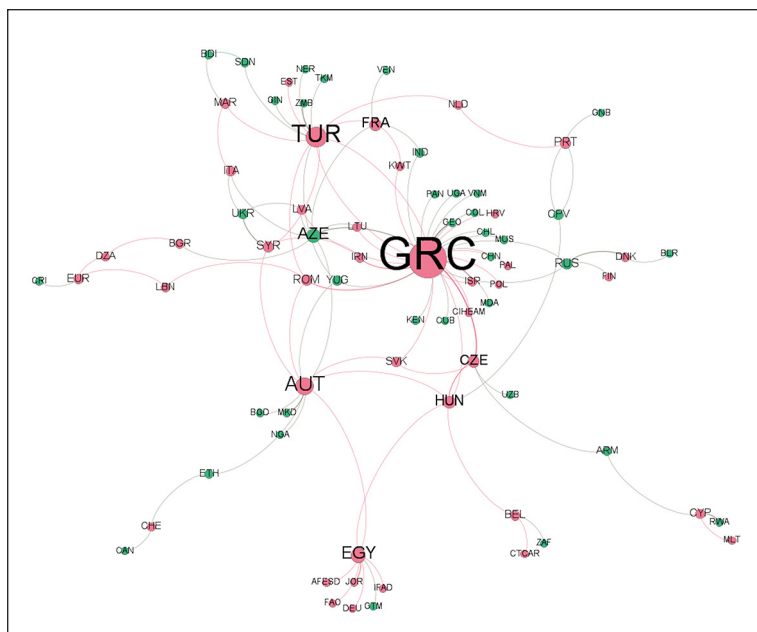 BDI
SDN
VEN
NER
TKM
EST
MAR
GIN
ZMB
NLD
GNB
TUR
FRA
PRT
IND
KWT
ITA
PAN
UGA
VNM
UKR
LVA
COL
HRV
CPV
GEO
LTU
AZE
CHL
MUS
SYR
BGR
GRC
DZA
IRN
CHN
DNK
BLR
PAL
RUS
FIN
CRI
EUR
LBN
ROM
YUG
ISR
POL
MDA
CIHEAM
KEN
CUB
SVK
CZE
AUT
UZB
HUN
MKD
NGA
ARM
ETH
CHE
BEL
CYP
RWA
CAN
EGY
CTCAR
ZAF
MLT
AFESD
JOR
IFAD
FAO
DEU
GTM